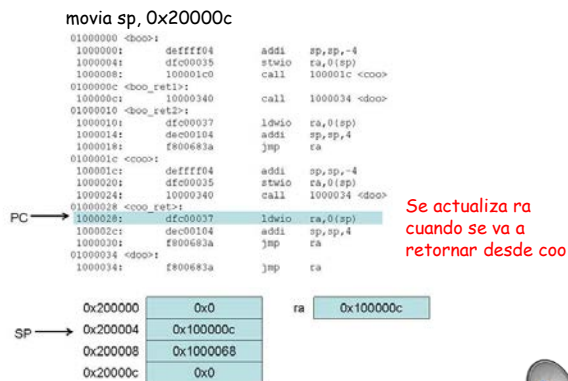 movia sp, 0x20000c
01000000 <boo>:
1000000: deffff04 addi sp,sp,-4
1000004: dfc00035 stwio ra,0(sp)
1000008: 100001c0 call 100001c <coo>
0100000c <boo_ret1>:
100000c: 10000340 call 1000034 <doo>
01000010 <boo_ret2>:
1000010: dfc00037 ldwio ra,0(sp)
1000014: dec00104 addi sp,sp,4
1000018: f800683a jmp ra
0100001c <coo>:
100001c: deffff04 addi sp,sp,-4
1000020: dfc00035 stwio ra,0(sp)
1000024: 10000340 call 1000034 <doo>
01000028 <coo_ret>:
PC 1000028: dfc00037 ldwio ra,0(sp)
100002c: dec00104 addi sp,sp,4
1000030: f800683a jmp ra
01000034 <doo>:
1000034: f800683a jmp ra
Se actualiza ra
cuando se va a
retornar desde coo
0x200000 0x0 ra 0x100000c
SP 0x200004 0x100000c
0x200008 0x1000068
0x20000c 0x0